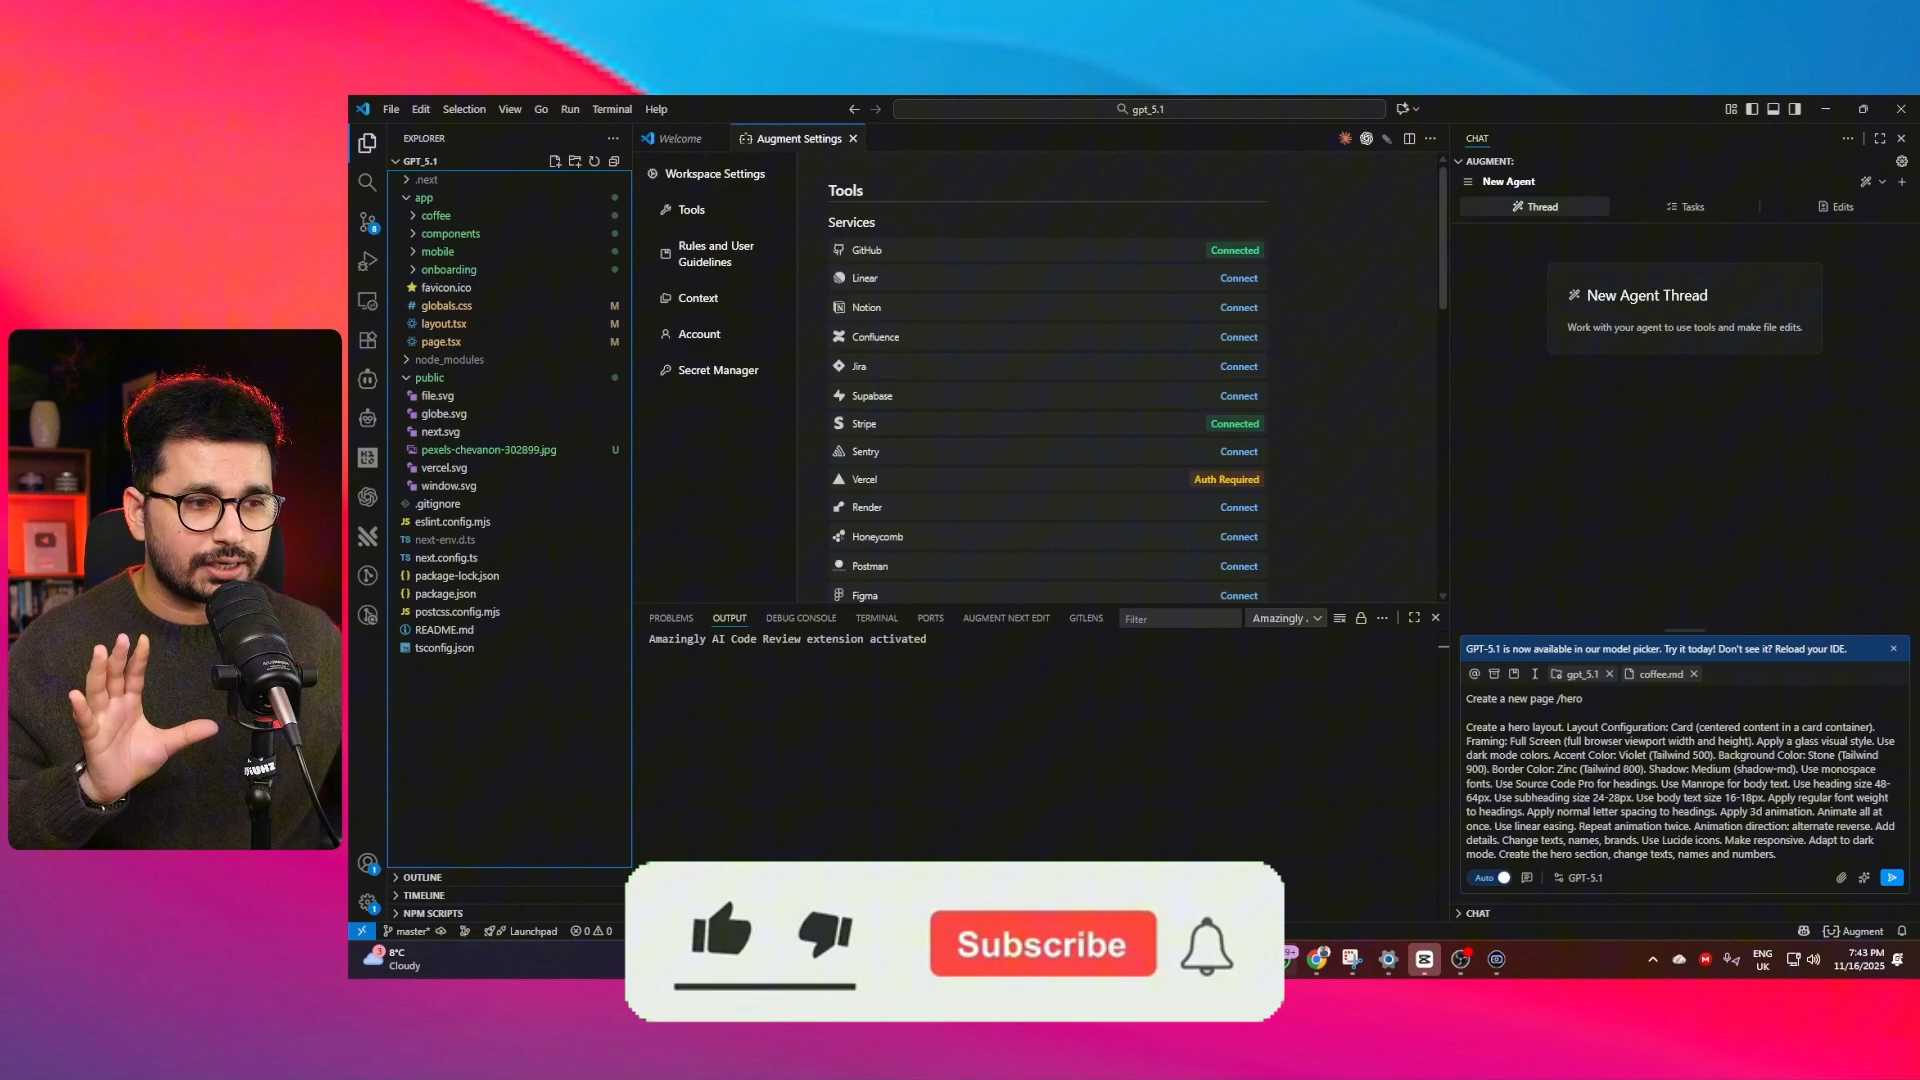 File Edit Selection View Go Run Terminal Help
gpt_5.1
EXPLORER
GPT_5.1
.next
app
coffee
components
mobile
onboarding
favicon.ico
globals.css M
layout.tsx M
page.tsx M
node_modules
public
file.svg
globe.svg
next.svg
pexels-chevanon-302899.jpg U
vercel.svg
window.svg
.gitignore
eslint.config.mjs
next-env.d.ts
next.config.ts
package-lock.json
package.json
postcss.config.mjs
README.md
tsconfig.json
OUTLINE
TIMELINE
NPM SCRIPTS
Welcome
Augment Settings
Workspace Settings
Tools
Rules and User
Guidelines
Context
Account
Secret Manager
Tools
Services
GitHub Connected
Linear Connect
Notion Connect
Confluence Connect
Jira Connect
Supabase Connect
Stripe Connected
Sentry Connect
Vercel Auth Required
Render Connect
Honeycomb Connect
Postman Connect
Figma Connect
PROBLEMS OUTPUT DEBUG CONSOLE TERMINAL PORTS AUGMENT NEXT EDIT GITLENS
Filter
Amazingly .
Amazingly AI Code Review extension activated
CHAT
AUGMENT:
New Agent
Thread Tasks Edits
New Agent Thread
Work with your agent to use tools and make file edits.
GPT-5.1 is now available in our model picker. Try it today! Don't see it? Reload your IDE.
gpt_5.1 coffee.md
Create a new page /hero
Create a hero layout. Layout Configuration: Card (centered content in a card container).
Framing: Full Screen (full browser viewport width and height). Apply a glass visual style. Use
dark mode colors. Accent Color: Violet (Tailwind 500). Background Color: Stone (Tailwind
900). Border Color: Zinc (Tailwind 800). Shadow: Medium (shadow-md). Use monospace
fonts. Use Source Code Pro for headings. Use Manrope for body text. Use heading size 48-
64px. Use subheading size 24-28px. Use body text size 16-18px. Apply regular font weight
to headings. Apply normal letter spacing to headings. Apply 3d animation. Animate all at
once. Use linear easing. Repeat animation twice. Animation direction: alternate reverse. Add
details. Change texts, names, brands. Use Lucide icons. Make responsive. Adapt to dark
mode. Create the hero section, change texts, names and numbers.
Auto GPT-5.1
CHAT
master* Launchpad 0 0
Augment
8
1
1
3
8°C
Cloudy
Subscribe
ENG
UK
7:43 PM
11/16/2025